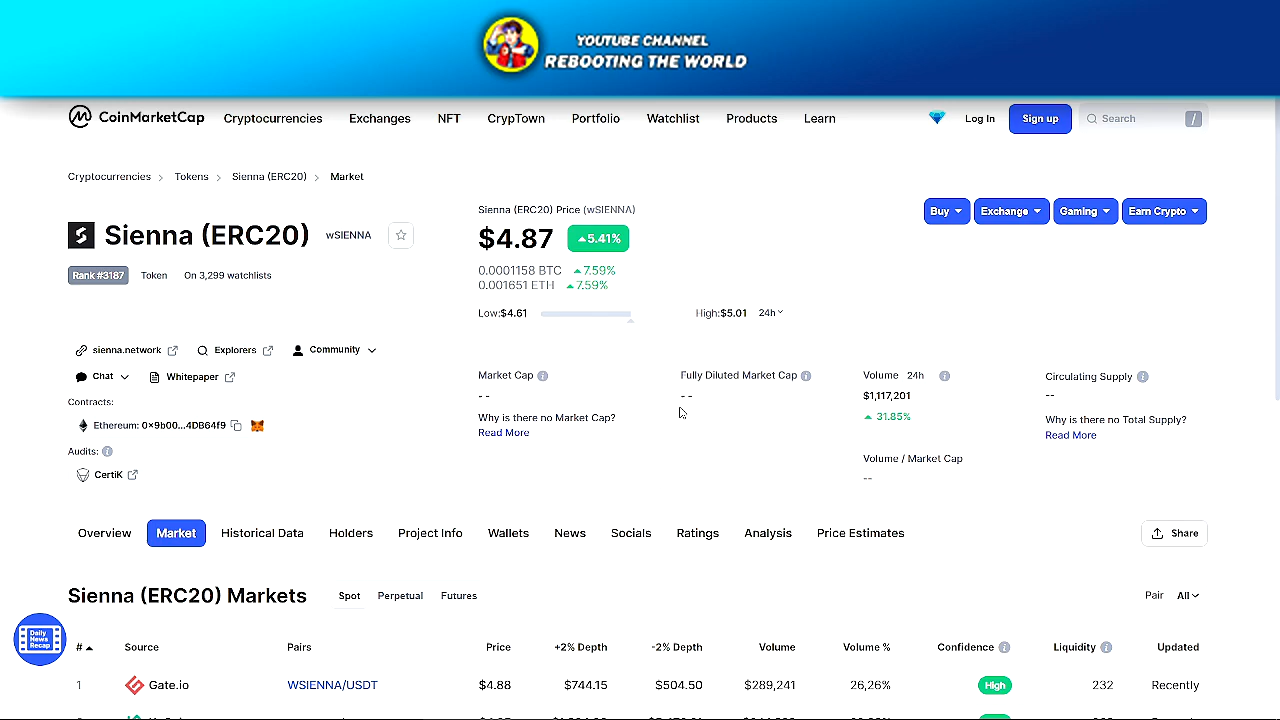 YOUTUBE CHANNEL
REBOOTING THE WORLD
CoinMarketCap Cryptocurrencies Exchanges NFT CrypTown Portfolio Watchlist Products Learn Log In Sign up Search /
Cryptocurrencies > Tokens > Sienna (ERC20) > Market
Sienna (ERC20) Price (wSIENNA)
Buy Exchange Gaming Earn Crypto
Sienna (ERC20) wSIENNA
$4.87 5.41%
Rank #3187 Token On 3,299 watchlists
0.0001158 BTC 7.59%
0.001651 ETH 7.59%
Low:$4.61 High:$5.01 24h
sienna.network Explorers Community
Chat Whitepaper
Contracts:
Ethereum: 0x9b00...4DB64f9
Audits:
CertiK
Market Cap
- -
Why is there no Market Cap?
Read More
Fully Diluted Market Cap
- -
Volume 24h
$1,117,201
31.85%
Volume / Market Cap
--
Circulating Supply
--
Why is there no Total Supply?
Read More
Overview Market Historical Data Holders Project Info Wallets News Socials Ratings Analysis Price Estimates Share
Sienna (ERC20) Markets Spot Perpetual Futures Pair All
Daily
News
Recap
# Source Pairs Price +2% Depth -2% Depth Volume Volume % Confidence Liquidity Updated
1 Gate.io WSIENNA/USDT $4.88 $744.15 $504.50 $289,241 26,26% High 232 Recently